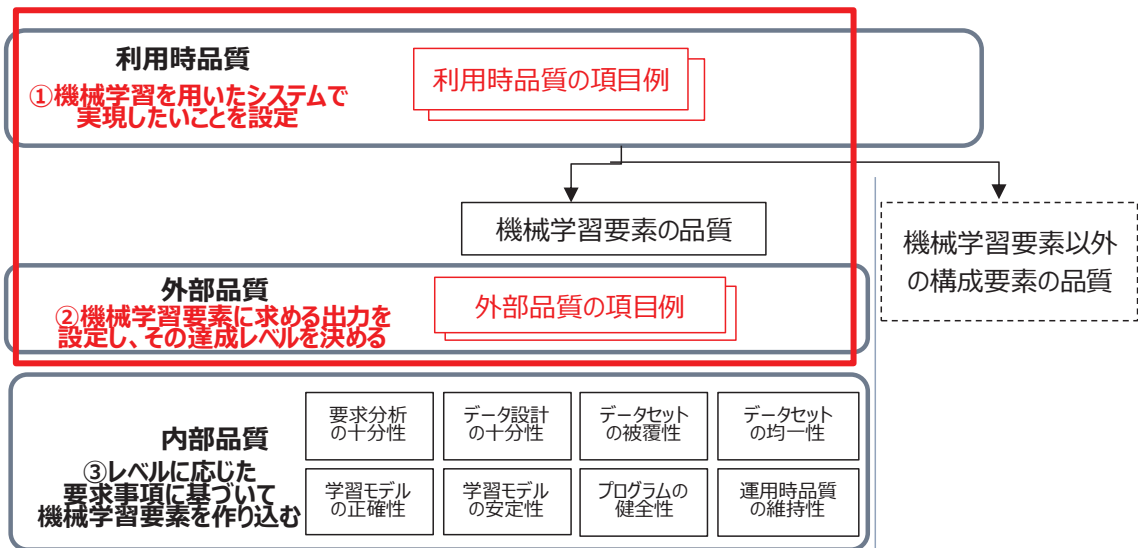 利用時品質
①機械学習を用いたシステムで
実現したいことを設定
利用時品質の項目例
機械学習要素の品質
機械学習要素以外
の構成要素の品質
外部品質
②機械学習要素に求める出力を
設定し、その達成レベルを決める
外部品質の項目例
内部品質
③レベルに応じた
要求事項に基づいて
機械学習要素を作り込む
要求分析
の十分性
データ設計
の十分性
データセット
の被覆性
データセット
の均一性
学習モデル
の正確性
学習モデル
の安定性
プログラムの
健全性
運用時品質
の維持性